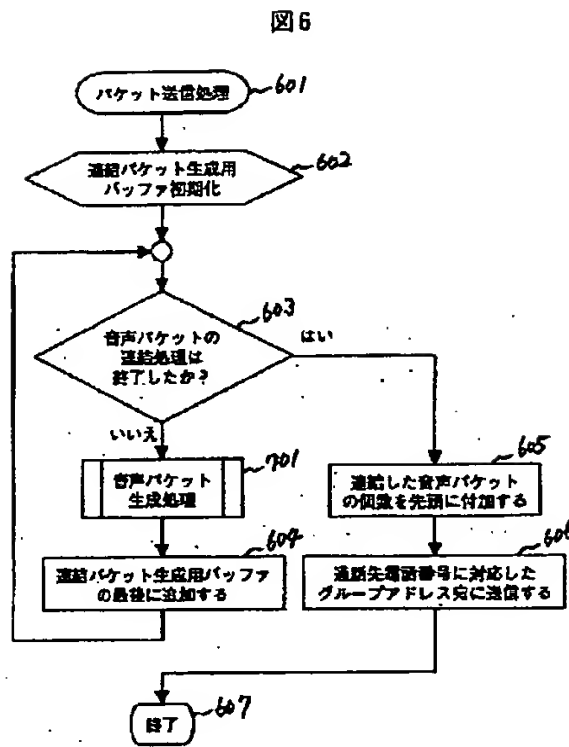 図6
パケット送信処理
601
連結パケット生成用
バッファ初期化
602
603
音声パケットの
連結処理は
終了したか?
はい
いいえ
音声パケット
生成処理
701
605
連結した音声パケット
の個数を先頭に付加する
604
連結パケット生成用バッファ
の最後に追加する
606
通話先電話番号に対応した
グループアドレス宛に送信する
終了
607